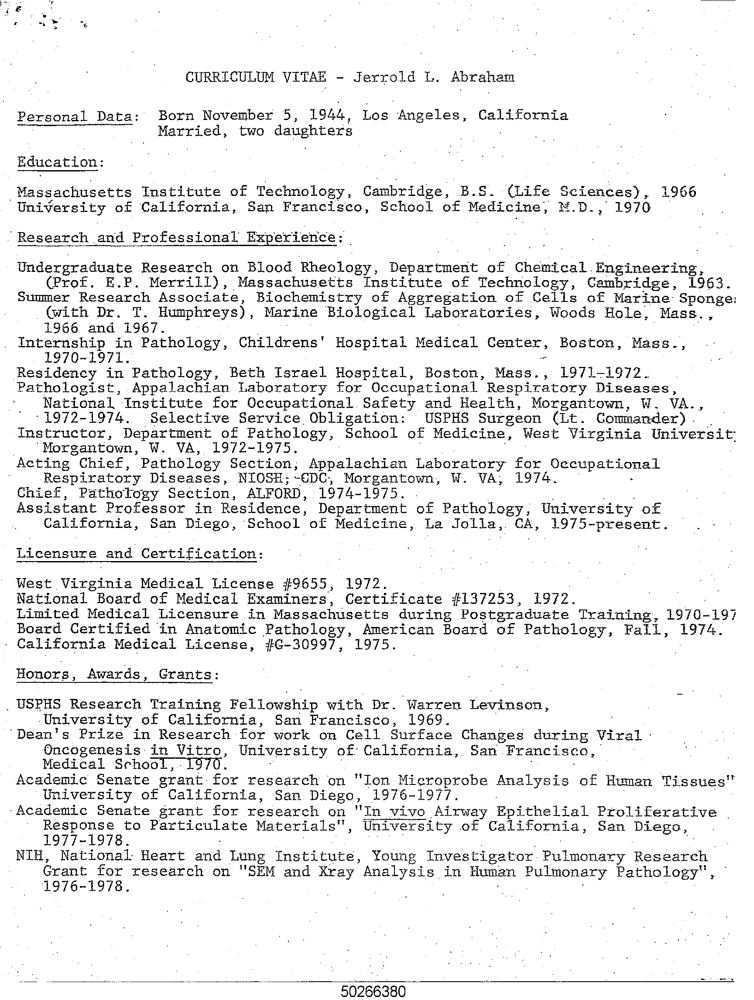 CURRICULUM VITAE - Jerrold L. Abraham
Personal Data: Born November 5, 1944, Los Angeles, California
Married, two daughters
Education:
Massachusetts Institute of Technology, Cambridge, B.S. (Life Sciences), 1966
University of California, San Francisco, School of Medicine, M.D., 1970
Research and Professional Experience:
Undergraduate Research on Blood Rheology, Department of Chemical Engineering,
(Prof. E.P. Merrill), Massachusetts Institute of Technology, Cambridge, 1963.
Summer Research Associate, Biochemistry of Aggregation of Cells of Marine Sponge
(with Dr. T. Humphreys), Marine Biological Laboratories, Woods Hole, Mass.,
1966 and 1967.
Internship in Pathology, Childrens' Hospital Medical Center, Boston, Mass.,
1970-1971.
Residency in Pathology, Beth Israel Hospital, Boston, Mass., 1971-1972.
Pathologist, Appalachian Laboratory for Occupational Respiratory Diseases,
National Institute for Occupational Safety and Health, Morgantown, W. VA.,
1972-1974. Selective Service Obligation: USPHS Surgeon (Lt. Commander)
Instructor, Department of Pathology, School of Medicine, West Virginia Universit
Morgantown, W. VA, 1972-1975.
Acting Chief, Pathology Section, Appalachian Laboratory for Occupational
Respiratory Diseases, NIOSH, CDC, Morgantown, W. VA, 1974.
Chief, Pathology Section, ALFORD, 1974-1975.
Assistant Professor in Residence, Department of Pathology, University of
California, San Diego, School of Medicine, La Jolla, CA, 1975-present.
Licensure and Certification:
West Virginia Medical License #9655, 1972.
National Board of Medical Examiners, Certificate #137253, 1972.
Limited Medical Licensure in Massachusetts during Postgraduate Training, 1970-197
Board Certified in Anatomic Pathology, American Board of Pathology, Fall, 1974.
California Medical License, #G-30997, 1975.
Honors, Awards, Grants:
USPHS Research Training Fellowship with Dr. Warren Levinson,
University of California, San Francisco, 1969.
Dean's Prize in Research for work on Cell Surface Changes during Viral
Oncogenesis in Vitro, University of California, San Francisco,
Medical School, 1970.
Academic Senate grant for research on "Ion Microprobe Analysis of Human Tissues"
University of California, San Diego, 1976-1977.
Academic Senate grant for research on "In vivo Airway Epithelial Proliferative
Response to Particulate Materials", University of California, San Diego,
1977-1978.
NIH, National Heart and Lung Institute, Young Investigator Pulmonary Research
Grant for research on "SEM and Xray Analysis in Human Pulmonary Pathology",
1976-1978.
50266380